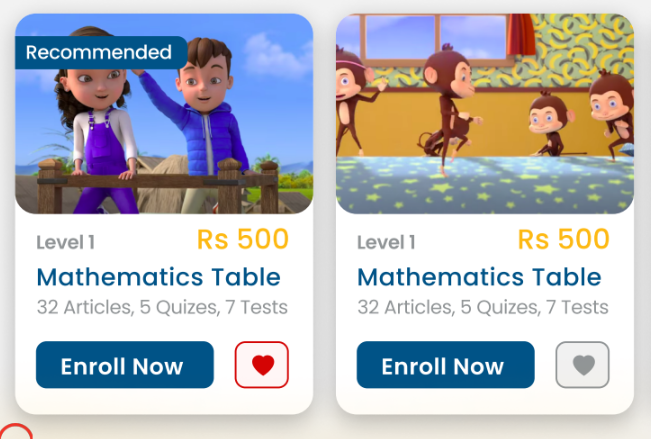 Recommended
Level 1 Rs 500
Mathematics Table
32 Articles, 5 Quizes, 7 Tests
Enroll Now
Level 1 Rs 500
Mathematics Table
32 Articles, 5 Quizes, 7 Tests
Enroll Now